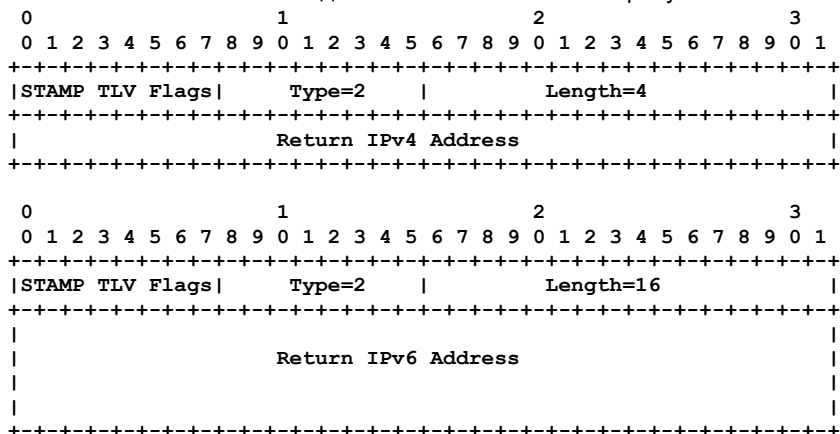 0                   1                   2                   3
 0 1 2 3 4 5 6 7 8 9 0 1 2 3 4 5 6 7 8 9 0 1 2 3 4 5 6 7 8 9 0 1
+-+-+-+-+-+-+-+-+-+-+-+-+-+-+-+-+-+-+-+-+-+-+-+-+-+-+-+-+-+-+-+-+
|STAMP TLV Flags|     Type=2    |         Length=4              |
+-+-+-+-+-+-+-+-+-+-+-+-+-+-+-+-+-+-+-+-+-+-+-+-+-+-+-+-+-+-+-+-+
|                    Return IPv4 Address                        |
+-+-+-+-+-+-+-+-+-+-+-+-+-+-+-+-+-+-+-+-+-+-+-+-+-+-+-+-+-+-+-+-+
 0                   1                   2                   3
 0 1 2 3 4 5 6 7 8 9 0 1 2 3 4 5 6 7 8 9 0 1 2 3 4 5 6 7 8 9 0 1
+-+-+-+-+-+-+-+-+-+-+-+-+-+-+-+-+-+-+-+-+-+-+-+-+-+-+-+-+-+-+-+-+
|STAMP TLV Flags|     Type=2    |         Length=16             |
+-+-+-+-+-+-+-+-+-+-+-+-+-+-+-+-+-+-+-+-+-+-+-+-+-+-+-+-+-+-+-+-+
|                                                               |
|                    Return IPv6 Address                        |
|                                                               |
|                                                               |
+-+-+-+-+-+-+-+-+-+-+-+-+-+-+-+-+-+-+-+-+-+-+-+-+-+-+-+-+-+-+-+-+